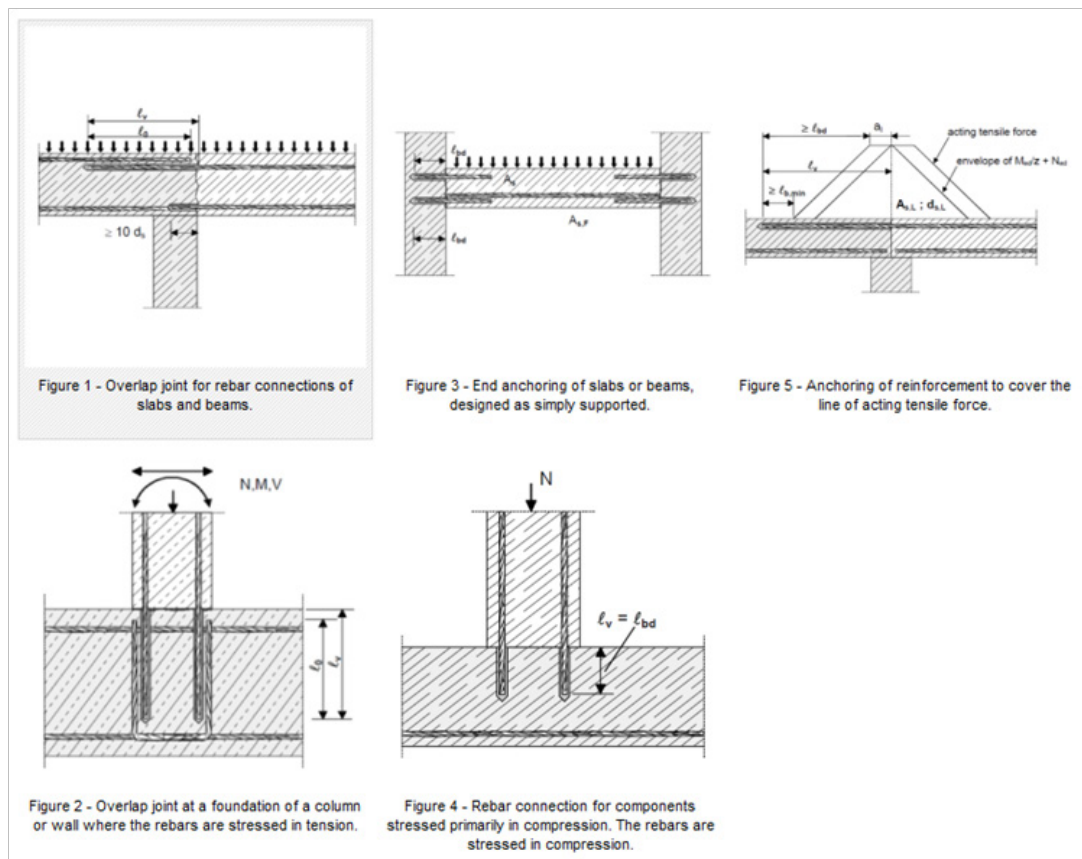 ℓv
ℓ0
≥ 10 ds
Figure 1 - Overlap joint for rebar connections of
slabs and beams.
ℓbd
As
As,F
ℓbd
Figure 3 - End anchoring of slabs or beams,
designed as simply supported.
≥ ℓbd
al
acting tensile force
ℓv
envelope of Med/z + Ned
≥ ℓb,min
As,L ; ds,L
Figure 5 - Anchoring of reinforcement to cover the
line of acting tensile force.
N,M,V
ℓ0
ℓv
Figure 2 - Overlap joint at a foundation of a column
or wall where the rebars are stressed in tension.
N
ℓv = ℓbd
Figure 4 - Rebar connection for components
stressed primarily in compression. The rebars are
stressed in compression.